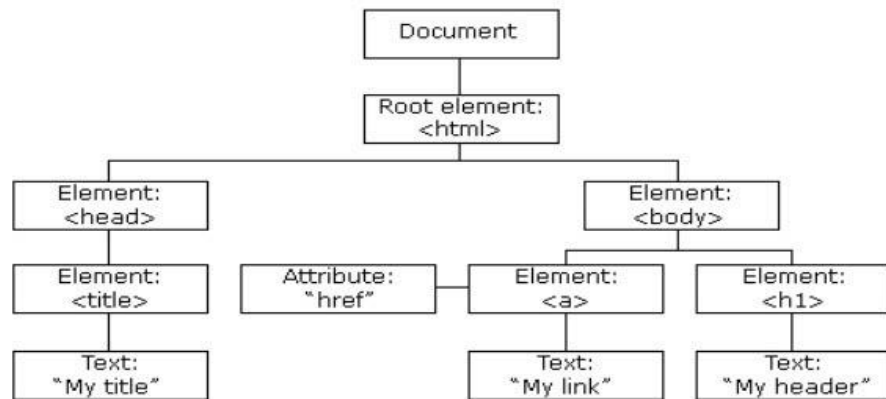 Document
Root element:
<html>
Element:
<head>
Element:
<body>
Element:
<title>
Attribute:
“href”
Element:
<a>
Element:
<h1>
Text:
“My title”
Text:
“My link”
Text:
“My header”